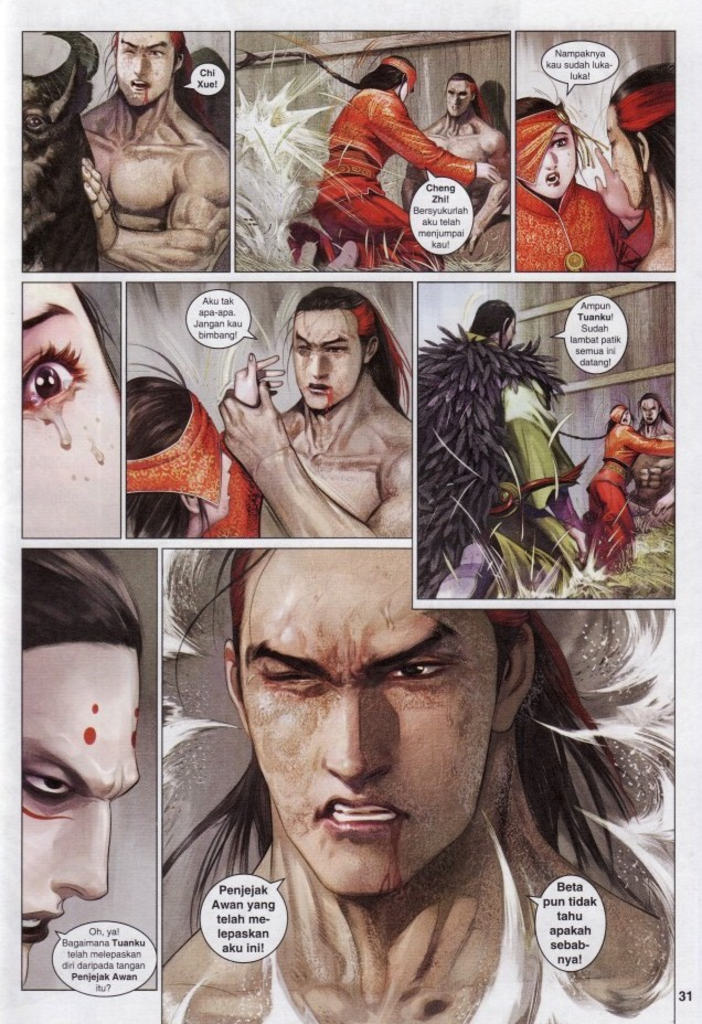 Chi
Xue!
Cheng
Zhi!
Bersyukurlah
aku telah
menjumpai
kau!
Nampaknya
kau sudah luka-
luka!
Aku tak
apa-apa.
Jangan kau
bimbang!
Ampun
Tuanku!
Sudah
lambat patik
semua ini
datang!
Oh, ya!
Bagaimana Tuanku
telah melepaskan
diri daripada tangan
Penjejak Awan
itu?
Penjejak
Awan yang
telah me-
lepaskan
aku ini!
Beta
pun tidak
tahu
apakah
sebab-
nya!
31